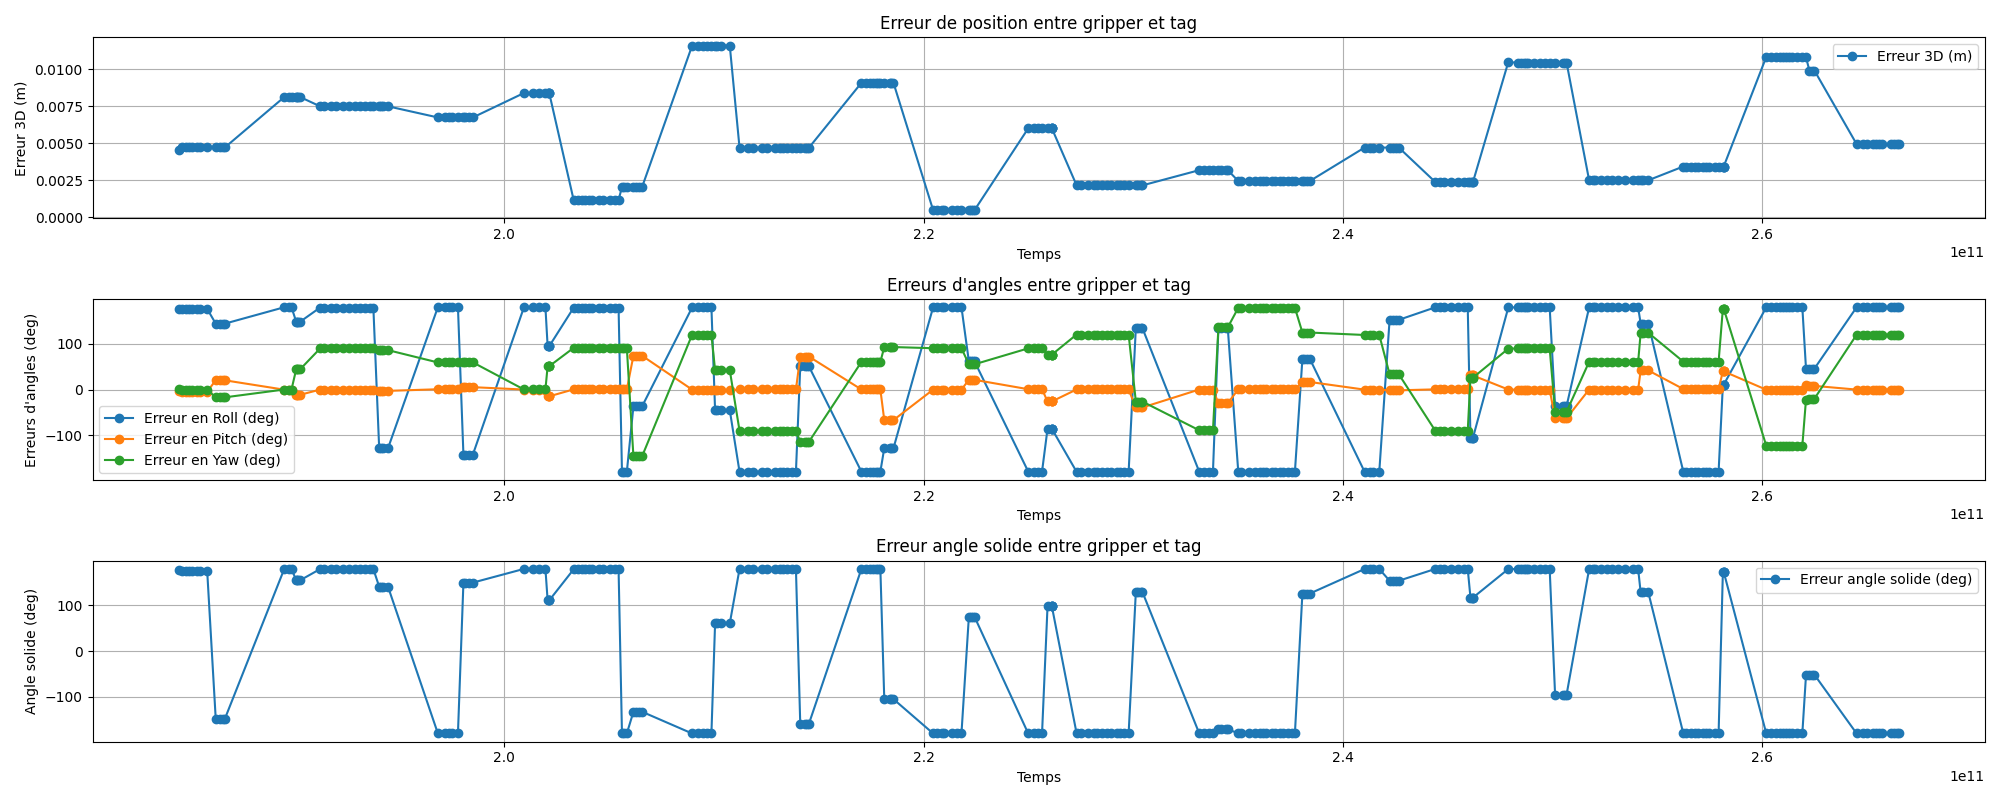 Erreur de position entre gripper et tag
Erreur 3D (m)
0.0100
0.0075
0.0050
0.0025
0.0000
Erreur 3D (m)
2.0 2.2 2.4 2.6
Temps
1e11
Erreurs d'angles entre gripper et tag
Erreurs d'angles (deg)
100
0
−100
Erreur en Roll (deg)
Erreur en Pitch (deg)
Erreur en Yaw (deg)
2.0 2.2 2.4 2.6
Temps
1e11
Erreur angle solide entre gripper et tag
Angle solide (deg)
100
0
−100
Erreur angle solide (deg)
2.0 2.2 2.4 2.6
Temps
1e11